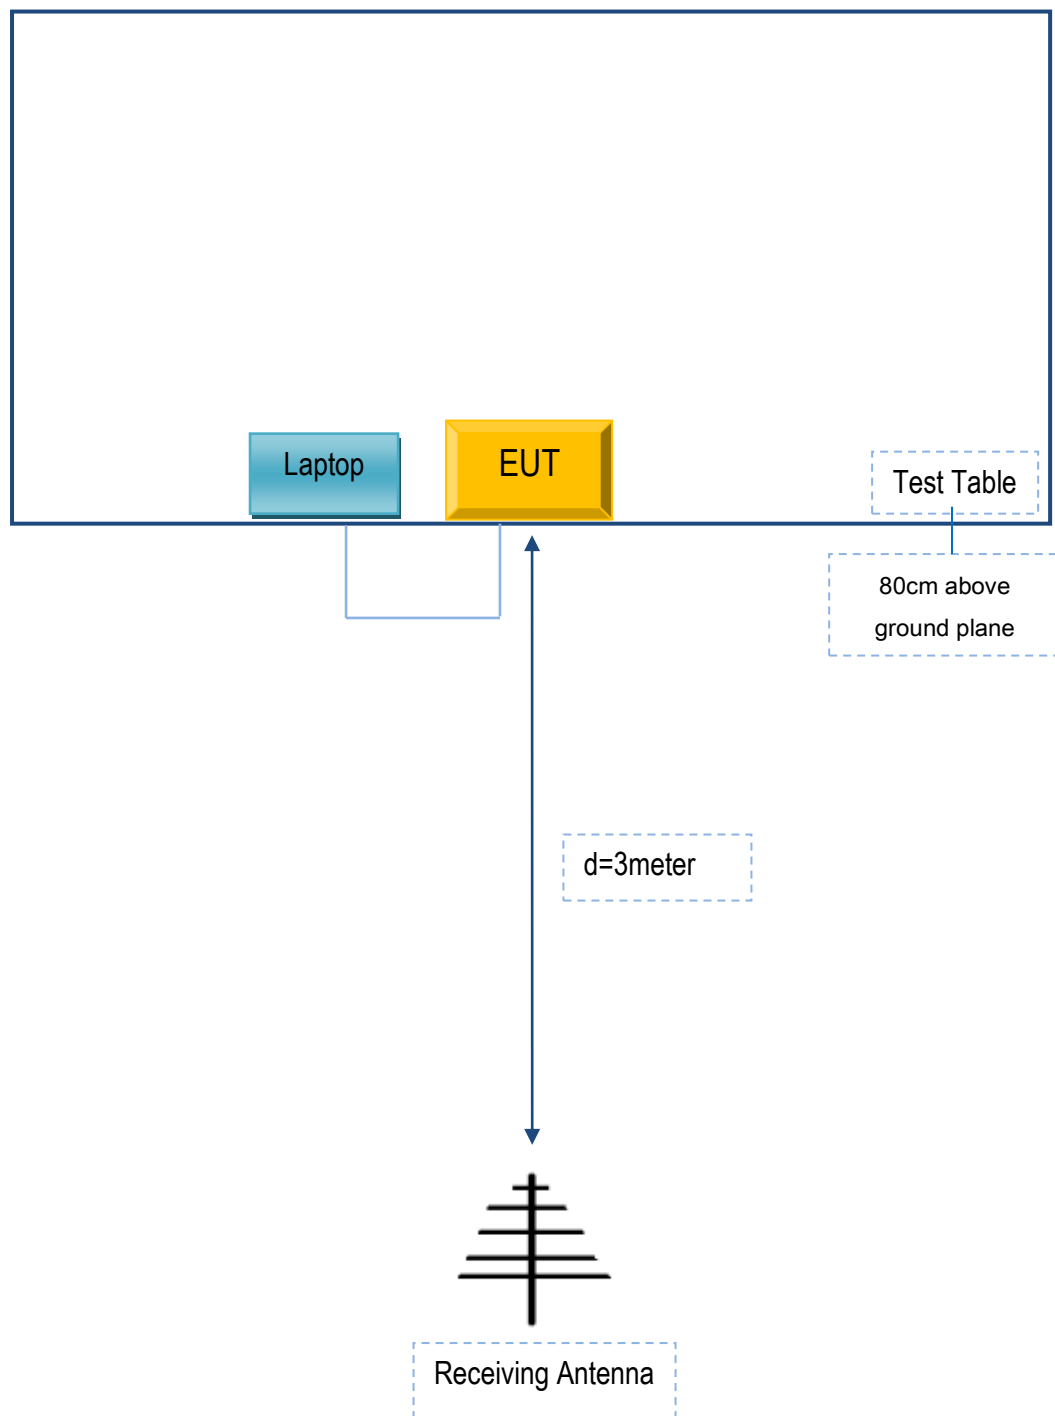 Laptop
EUT
Test Table
80cm above
ground plane
d=3meter
Receiving Antenna